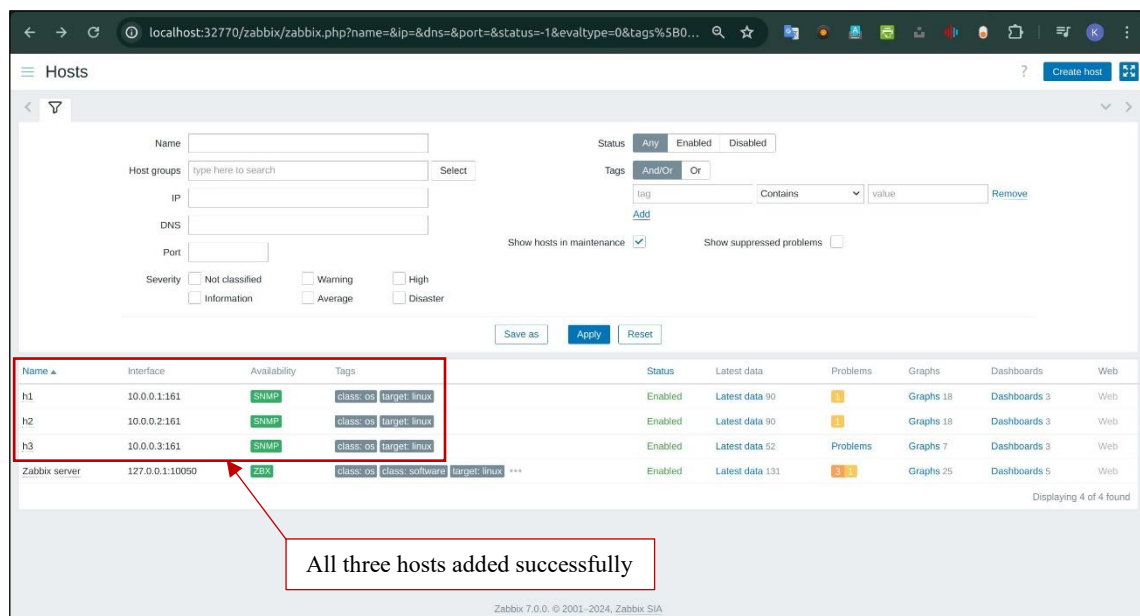 localhost:32770/zabbix/zabbix.php?name=&ip=&dns=&port=&status=-1&evaltype=0&tags%5B0...
K
Hosts
?
Create host
Name
Status Any Enabled Disabled
Host groups type here to search Select
Tags And/Or Or
IP
tag Contains value Remove
Add
DNS
Show hosts in maintenance Show suppressed problems
Port
Severity Not classified Warning High
Information Average Disaster
Save as Apply Reset
Name Interface Availability Tags Status Latest data Problems Graphs Dashboards Web
h1 10.0.0.1:161 SNMP class: os target: linux Enabled Latest data 90 1 Graphs 18 Dashboards 3 Web
h2 10.0.0.2:161 SNMP class: os target: linux Enabled Latest data 90 1 Graphs 18 Dashboards 3 Web
h3 10.0.0.3:161 SNMP class: os target: linux Enabled Latest data 52 Problems Graphs 7 Dashboards 3 Web
Zabbix server 127.0.0.1:10050 ZBX class: os class: software target: linux ••• Enabled Latest data 131 3 1 Graphs 25 Dashboards 5 Web
Displaying 4 of 4 found
All three hosts added successfully
Zabbix 7.0.0. © 2001–2024, Zabbix SIA